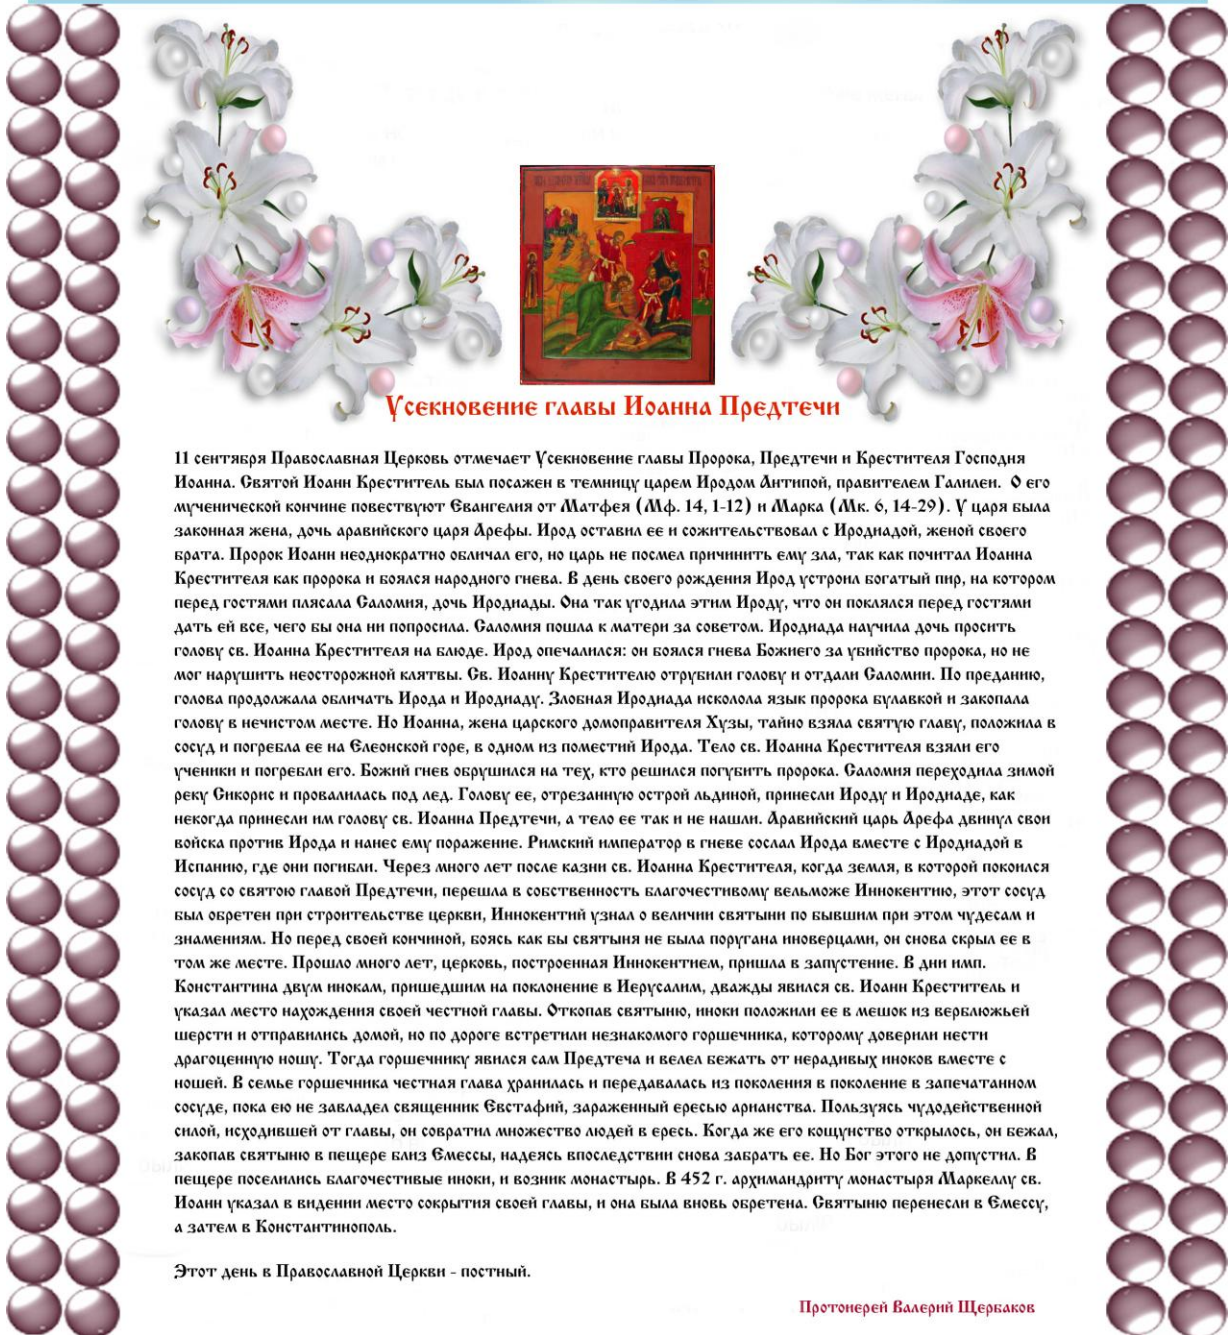 Усекновение главы Иоанна Предтечи
11 сентября Православная Церковь отмечает Усекновение главы Пророка, Предтечи и Крестителя Господня
Иоанна. Святой Иоанн Креститель был посажен в темницу царем Иродом Антипой, правителем Галилеи. О его
мученической кончине повествуют Евангелия от Матфея (Мф. 14, 1-12) и Марка (Мк. 6, 14-29). У царя была
законная жена, дочь аравийского царя Арефы. Ирод оставил ее и сожительствовал с Иродиадой, женой своего
брата. Пророк Иоанн неоднократно обличал его, но царь не посмел причинить ему зла, так как почитал Иоанна
Крестителя как пророка и боялся народного гнева. В день своего рождения Ирод устроил богатый пир, на котором
перед гостями плясала Саломия, дочь Иродиады. Она так угодила этим Ироду, что он поклялся перед гостями
дать ей все, чего бы она ни попросила. Саломия пошла к матери за советом. Иродиада научила дочь просить
голову св. Иоанна Крестителя на блюде. Ирод опечалился: он боялся гнева Божиего за убийство пророка, но не
мог нарушить неосторожной клятвы. Св. Иоанну Крестителю отрубили голову и отдали Саломии. По преданию,
голова продолжала обличать Ирода и Иродиаду. Злобная Иродиада исколола язык пророка булавкой и закопала
голову в нечистом месте. Но Иоанна, жена царского домоправителя Хузы, тайно взяла святую главу, положила в
сосуд и погребла ее на Елеонской горе, в одном из поместий Ирода. Тело св. Иоанна Крестителя взяли его
ученики и погребли его. Божий гнев обрушился на тех, кто решился погубить пророка. Саломия переходила зимой
реку Сикорис и провалилась под лед. Голову ее, отрезанную острой льдиной, принесли Ироду и Иродиаде, как
некогда принесли им голову св. Иоанна Предтечи, а тело ее так и не нашли. Аравийский царь Арефа двинул свои
войска против Ирода и нанес ему поражение. Римский император в гневе сослал Ирода вместе с Иродиадой в
Испанию, где они погибли. Через много лет после казни св. Иоанна Крестителя, когда земля, в которой покоился
сосуд со святою главой Предтечи, перешла в собственность благочестивому вельможе Иннокентию, этот сосуд
был обретен при строительстве церкви, Иннокентий узнал о величии святыни по бывшим при этом чудесам и
знамениям. Но перед своей кончиной, боясь как бы святыня не была поругана иноверцами, он снова скрыл ее в
том же месте. Прошло много лет, церковь, построенная Иннокентием, пришла в запустение. В дни имп.
Константина двум инокам, пришедшим на поклонение в Иерусалим, дважды явился св. Иоанн Креститель и
указал место нахождения своей честной главы. Откопав святыню, иноки положили ее в мешок из верблюжьей
шерсти и отправились домой, но по дороге встретили незнакомого горшечника, которому доверили нести
драгоценную ношу. Тогда горшечнику явился сам Предтеча и велел бежать от нерадивых иноков вместе с
ношей. В семье горшечника честная глава хранилась и передавалась из поколения в поколение в запечатанном
сосуде, пока ею не завладел священник Евстафий, зараженный ересью арианства. Пользуясь чудодейственной
силой, исходившей от главы, он совратил множество людей в ересь. Когда же его кощунство открылось, он бежал,
закопав святыню в пещере близ Емессы, надеясь впоследствии снова забрать ее. Но Бог этого не допустил. В
пещере поселились благочестивые иноки, и возник монастырь. В 452 г. архимандриту монастыря Маркеллу св.
Иоанн указал в видении место сокрытия своей главы, и она была вновь обретена. Святыню перенесли в Емессу,
а затем в Константинополь.
Этот день в Православной Церкви - постный.
Протоиерей Валерий Щербаков